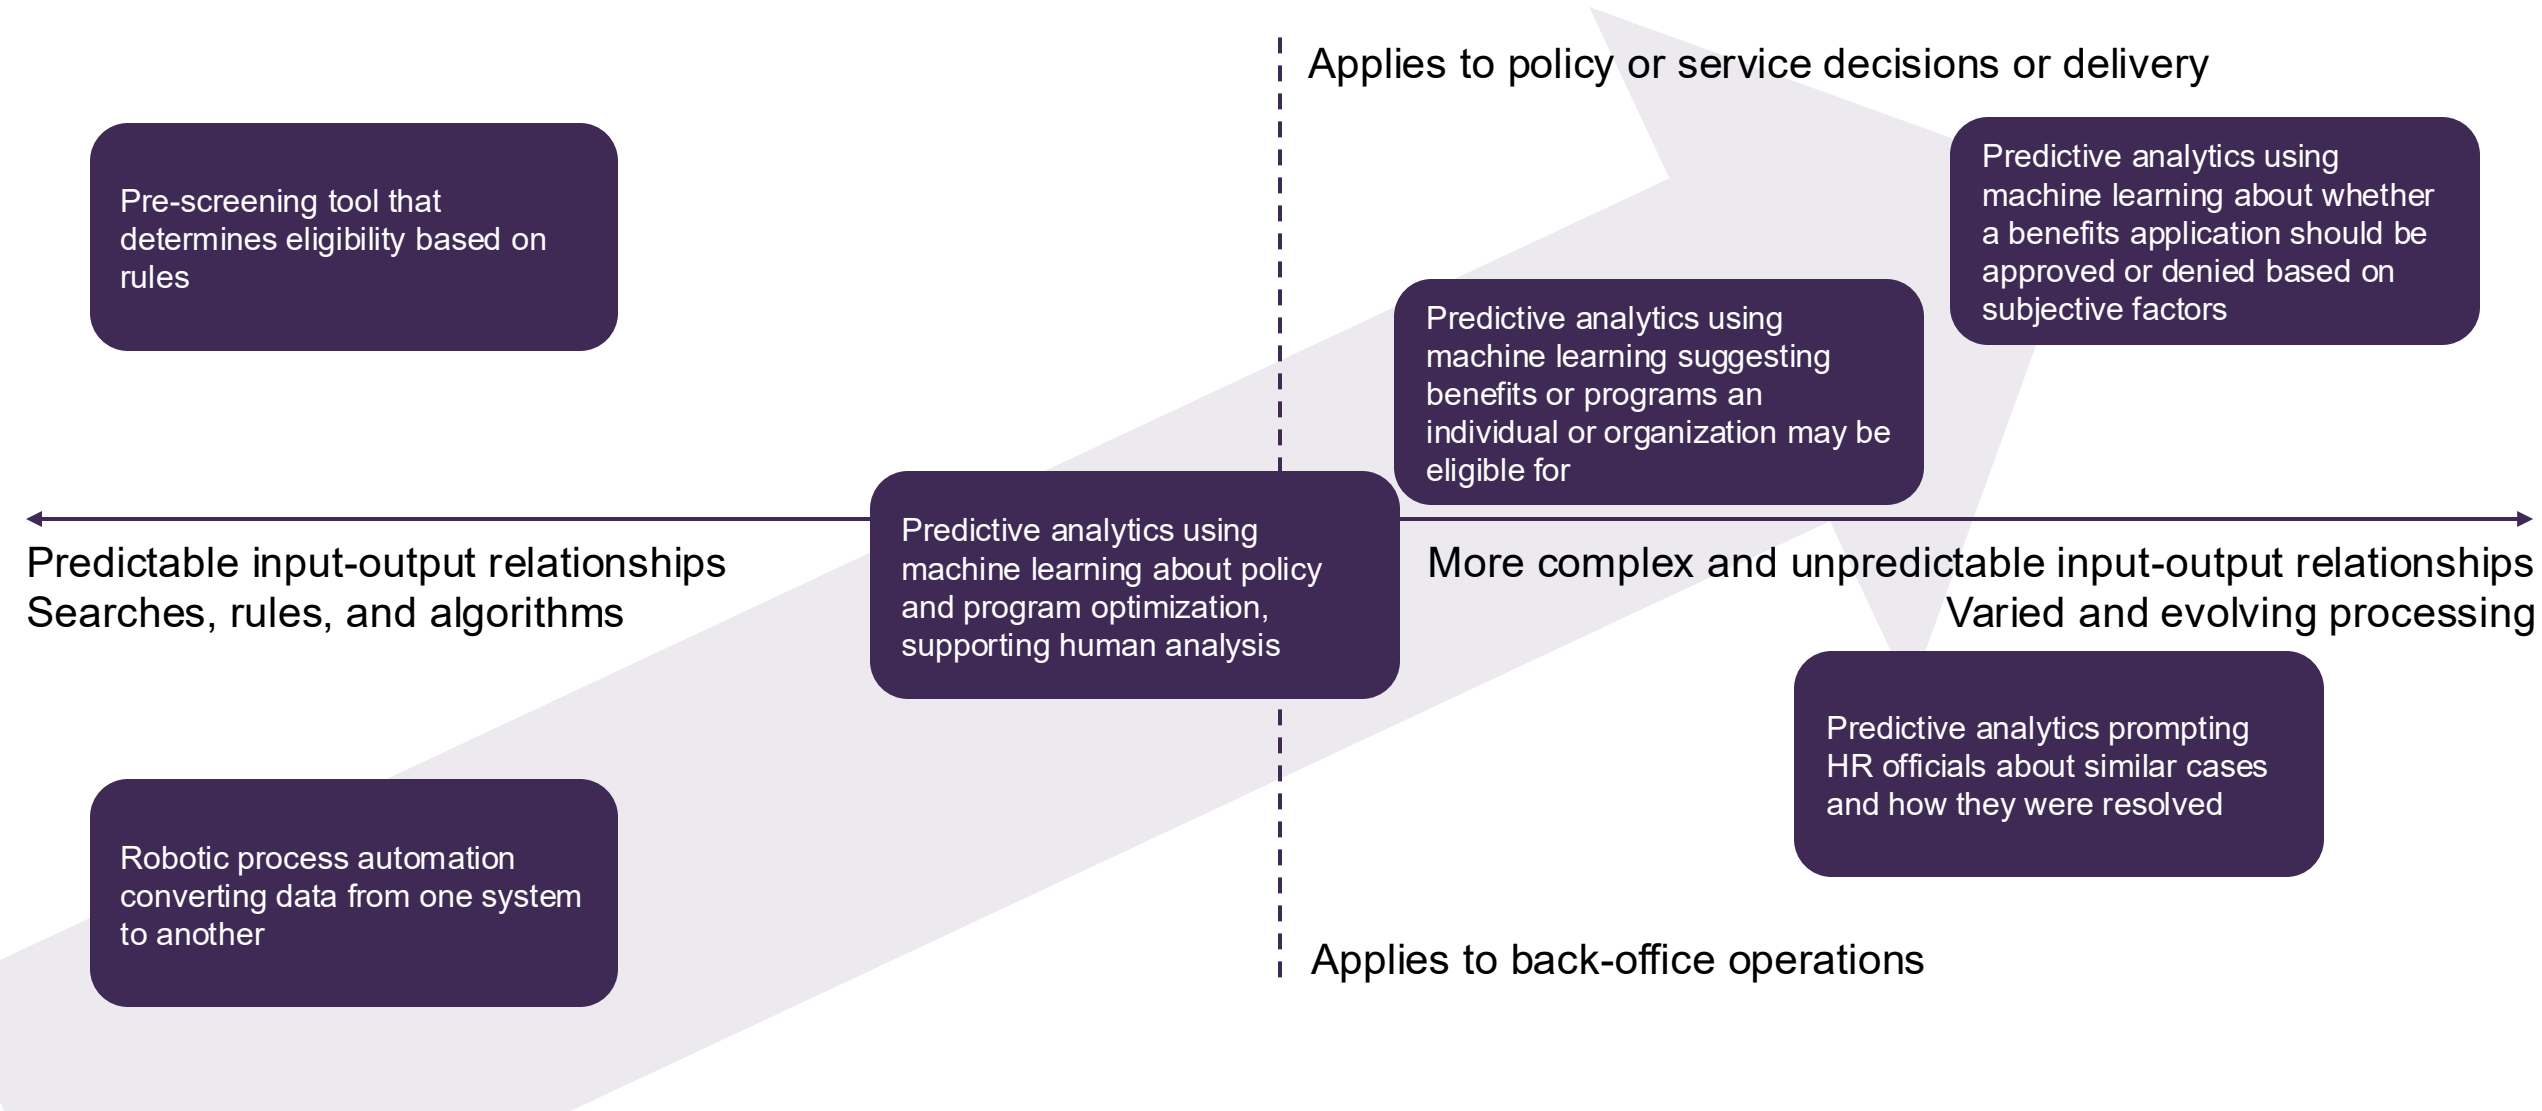 Applies to policy or service decisions or delivery
Pre-screening tool that
determines eligibility based on
rules
Predictive analytics using
machine learning about whether
a benefits application should be
approved or denied based on
subjective factors
Predictive analytics using
machine learning suggesting
benefits or programs an
individual or organization may be
eligible for
Predictive analytics using
machine learning about policy
and program optimization,
supporting human analysis
Predictable input-output relationships
Searches, rules, and algorithms
More complex and unpredictable input-output relationships
Varied and evolving processing
Predictive analytics prompting
HR officials about similar cases
and how they were resolved
Robotic process automation
converting data from one system
to another
Applies to back-office operations